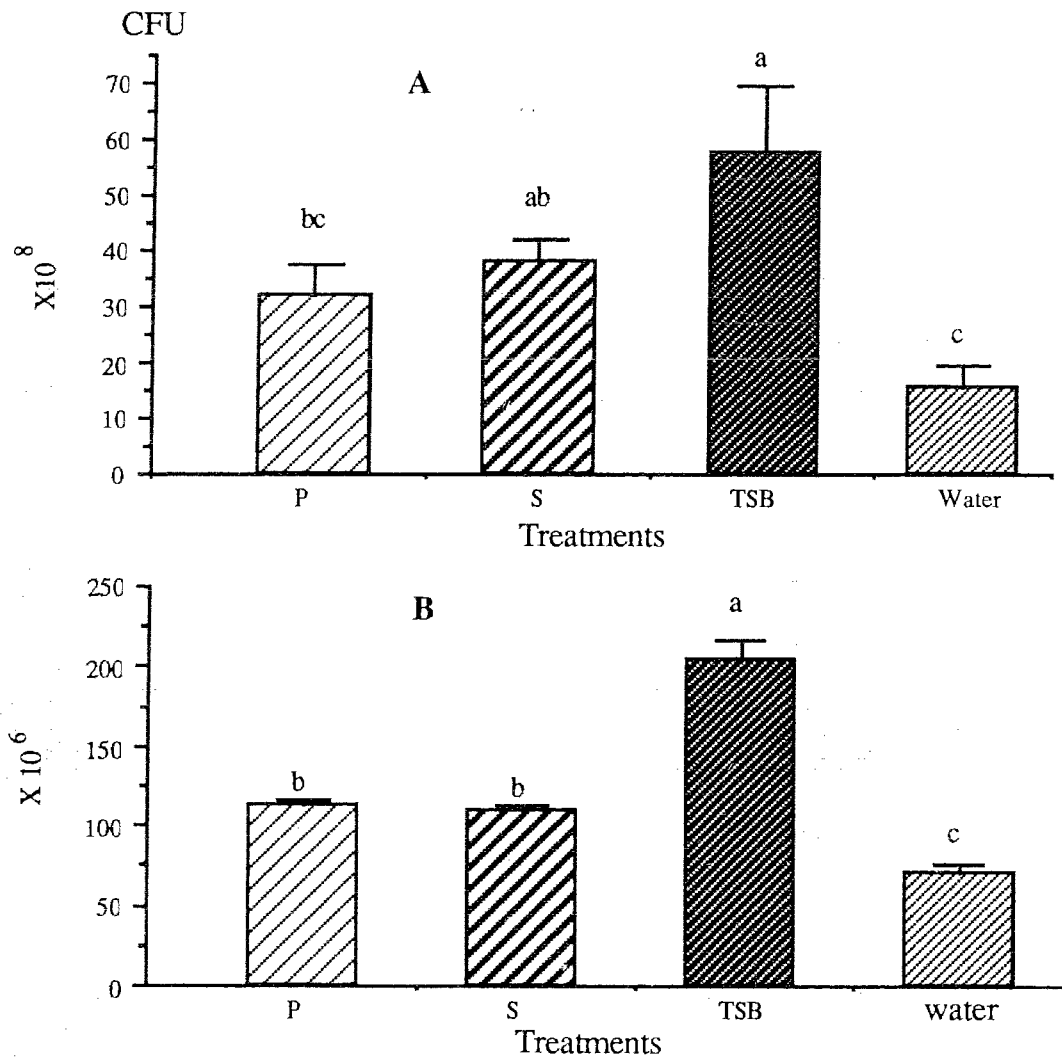 CFU
A
a
70
60
50
ab
bc
40
X10^8
30
c
20
10
0
P S TSB Water
Treatments
250
B
a
200
X 10^6
150
b b
100
c
50
0
P S TSB water
Treatments